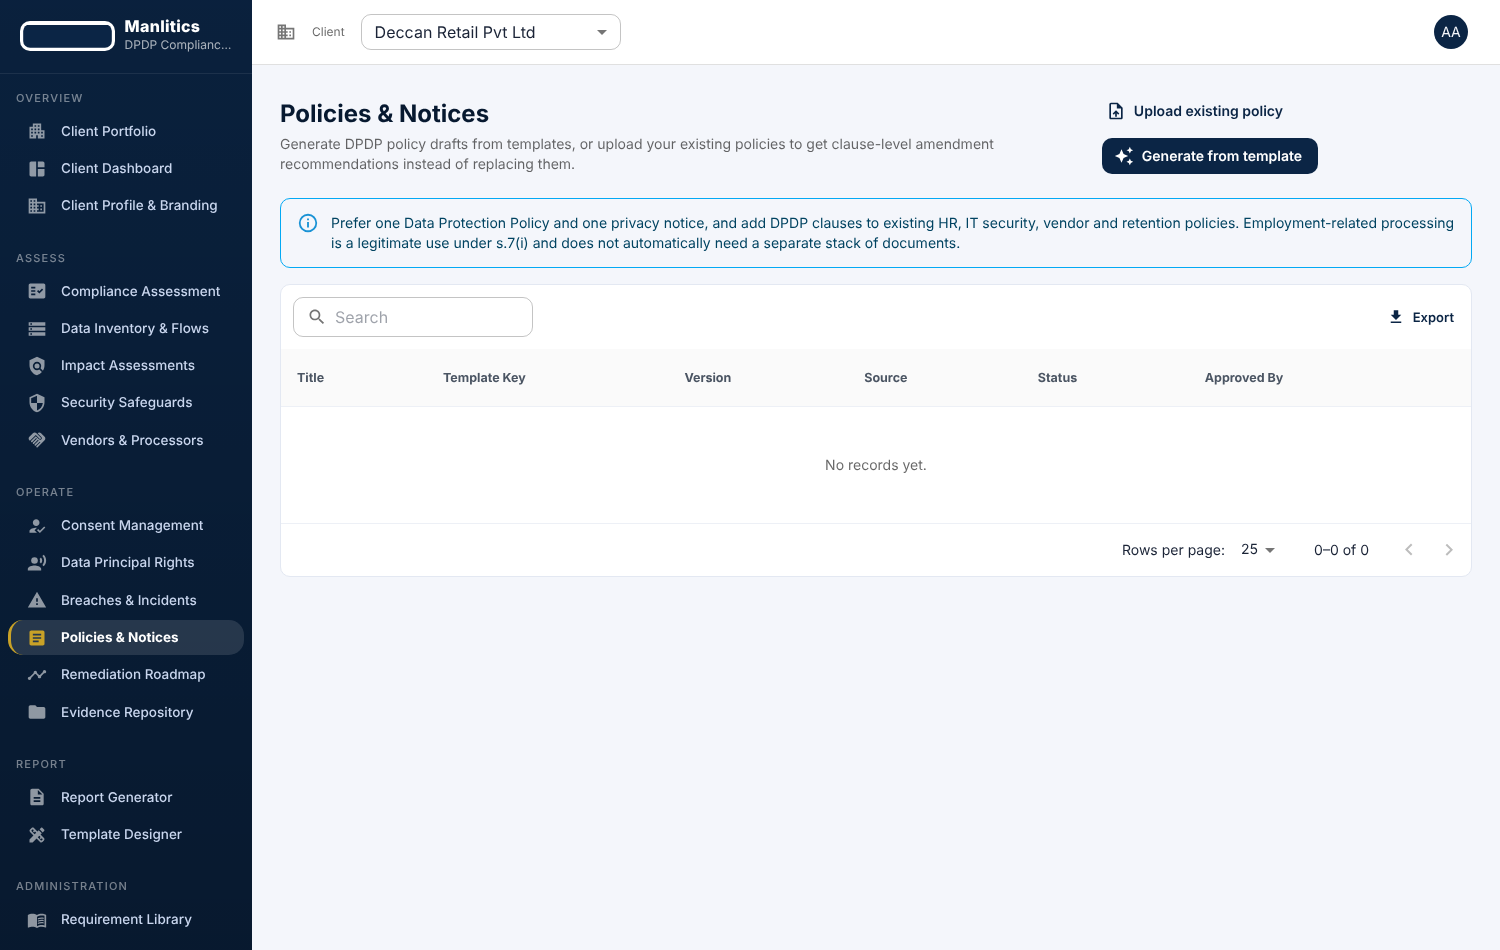 Manlitics
DPDP Complianc...
OVERVIEW
Client Portfolio
Client Dashboard
Client Profile & Branding
ASSESS
Compliance Assessment
Data Inventory & Flows
Impact Assessments
Security Safeguards
Vendors & Processors
OPERATE
Consent Management
Data Principal Rights
Breaches & Incidents
Policies & Notices
Remediation Roadmap
Evidence Repository
REPORT
Report Generator
Template Designer
ADMINISTRATION
Requirement Library
Client
Deccan Retail Pvt Ltd
AA
Policies & Notices
Generate DPDP policy drafts from templates, or upload your existing policies to get clause-level amendment
recommendations instead of replacing them.
Upload existing policy
Generate from template
Prefer one Data Protection Policy and one privacy notice, and add DPDP clauses to existing HR, IT security, vendor and retention policies. Employment-related processing
is a legitimate use under s.7(i) and does not automatically need a separate stack of documents.
Search
Export
Title Template Key Version Source Status Approved By
No records yet.
Rows per page: 25 0–0 of 0